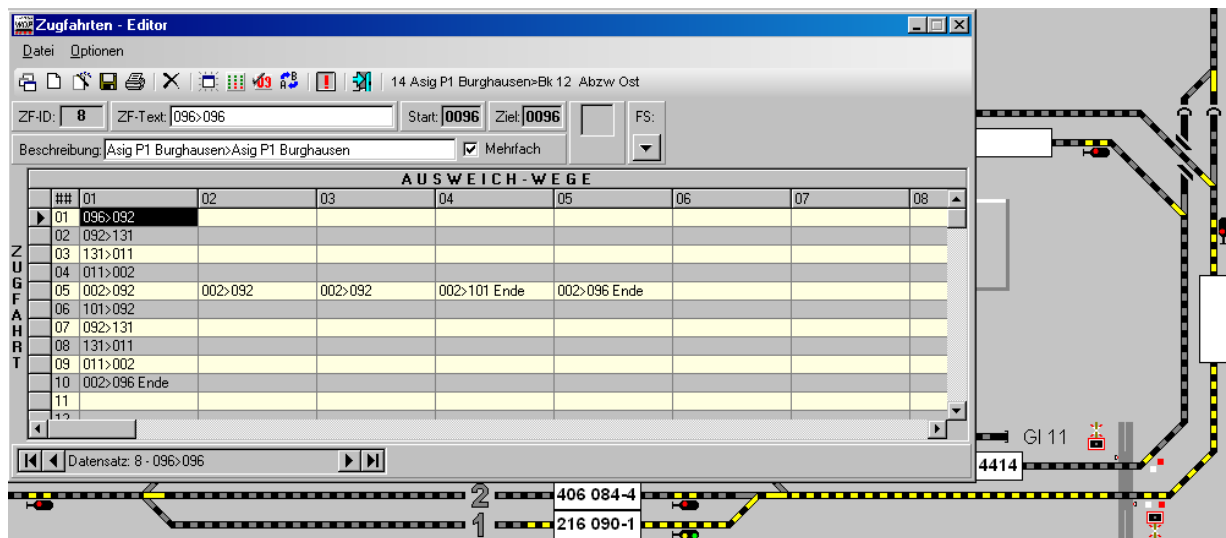 Zugfahrten - Editor
Datei Optionen
14 Asig P1 Burghausen>Bk 12 Abzw Ost
ZF-ID: 8 ZF-Text: 096>096 Start: 0096 Ziel: 0096 FS:
Beschreibung: Asig P1 Burghausen>Asig P1 Burghausen Mehrfach
AUSWEICH-WEGE
## 01 02 03 04 05 06 07 08
ZUGFAHRT
01 096>092
02 092>131
03 131>011
04 011>002
05 002>092 002>092 002>092 002>101 Ende 002>096 Ende
06 101>092
07 092>131
08 131>011
09 011>002
10 002>096 Ende
11
12
Datensatz: 8 - 096>096
Gl 11
4414
2 406 084-4
1 216 090-1